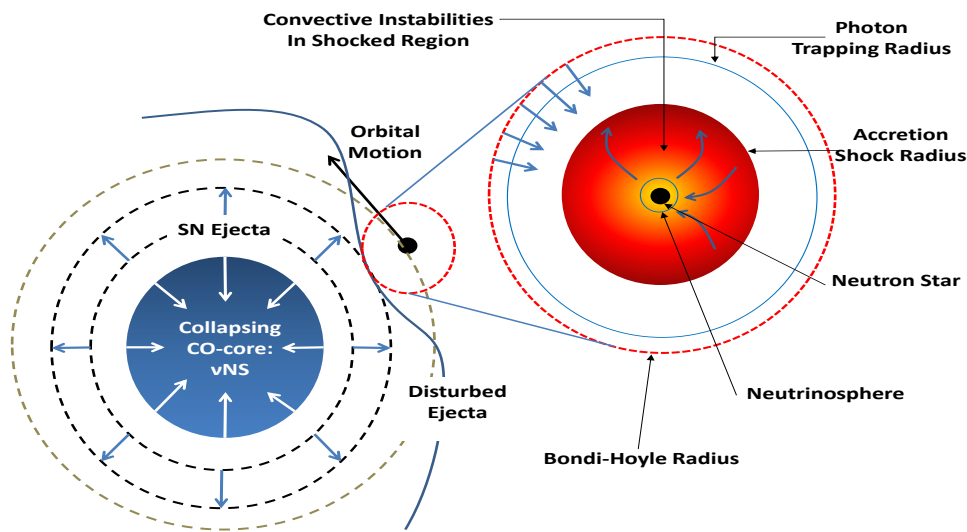 Convective Instabilities
In Shocked Region
Photon
Trapping Radius
Orbital
Motion
Accretion
Shock Radius
SN Ejecta
Neutron Star
Collapsing
CO-core:
νNS
Disturbed
Ejecta
Neutrinosphere
Bondi-Hoyle Radius